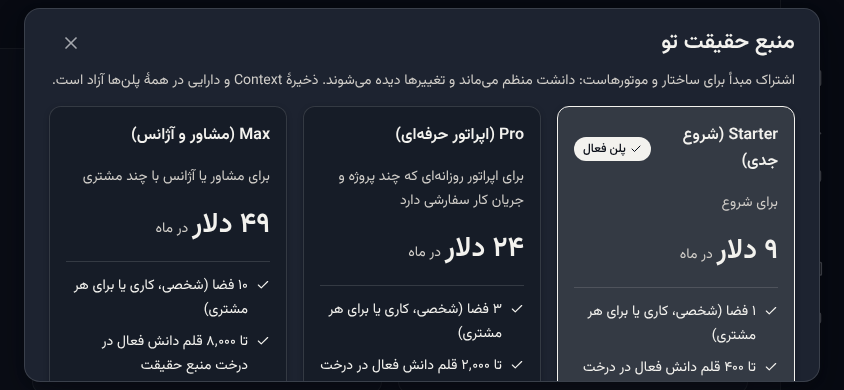 منبع حقیقت تو
اشتراک مبدأ برای ساختار و موتورهاست: دانشت منظم می‌ماند و تغییرها دیده می‌شوند. ذخیرهٔ Context و دارایی در همهٔ پلن‌ها آزاد است.
Starter (شروع
جدی)
پلن فعال
برای شروع
۹ دلار در ماه
۱ فضا (شخصی، کاری یا برای هر
مشتری)
تا ۴۰۰ قلم دانش فعال در درخت
Pro (اپراتور حرفه‌ای)
برای اپراتور روزانه‌ای که چند پروژه و
جریان کار سفارشی دارد
۲۴ دلار در ماه
۳ فضا (شخصی، کاری یا برای هر
مشتری)
تا ۲٬۰۰۰ قلم دانش فعال در درخت
Max (مشاور و آژانس)
برای مشاور یا آژانس با چند مشتری
۴۹ دلار در ماه
۱۰ فضا (شخصی، کاری یا برای هر
مشتری)
تا ۸٬۰۰۰ قلم دانش فعال در
درخت منبع حقیقت